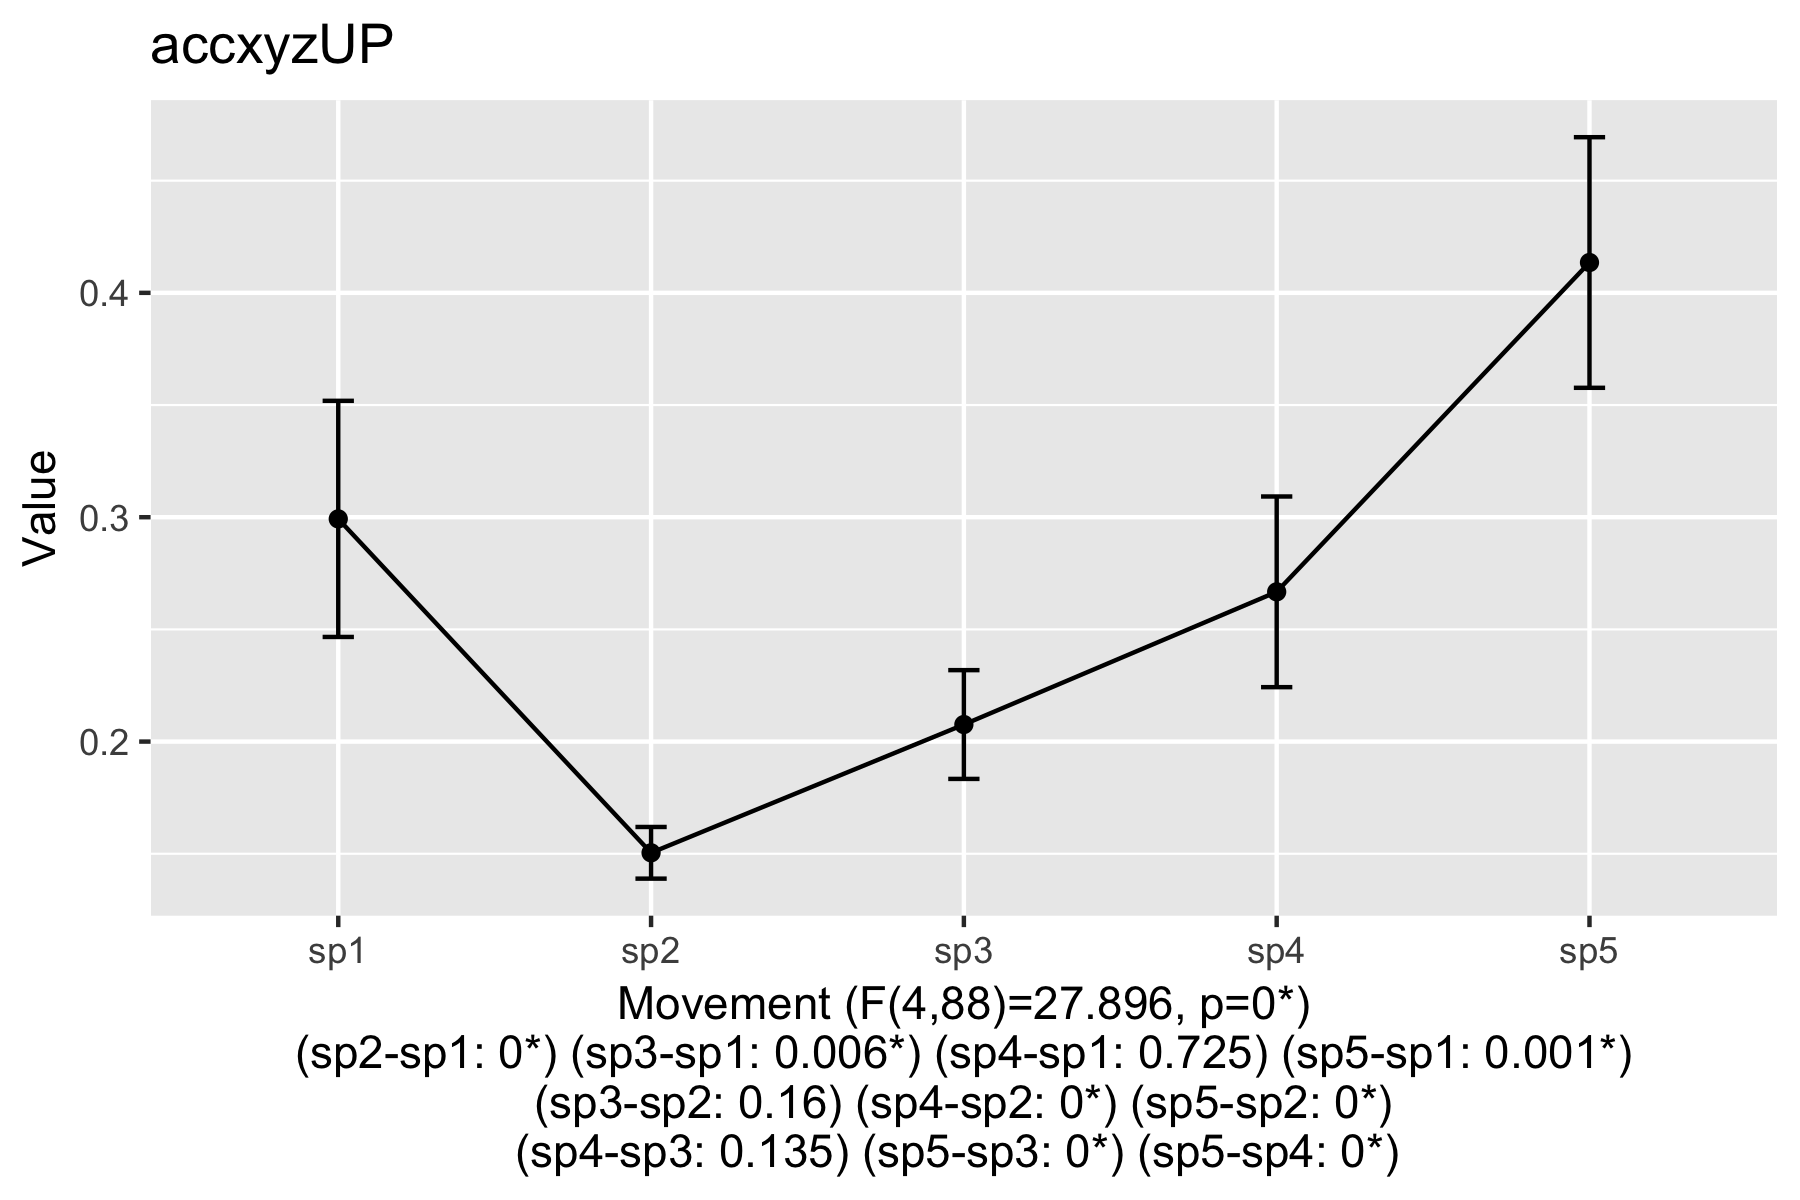 accxyzUP
Value
0.4
0.3
0.2
sp1 sp2 sp3 sp4 sp5
Movement (F(4,88)=27.896, p=0*)
(sp2-sp1: 0*) (sp3-sp1: 0.006*) (sp4-sp1: 0.725) (sp5-sp1: 0.001*)
(sp3-sp2: 0.16) (sp4-sp2: 0*) (sp5-sp2: 0*)
(sp4-sp3: 0.135) (sp5-sp3: 0*) (sp5-sp4: 0*)